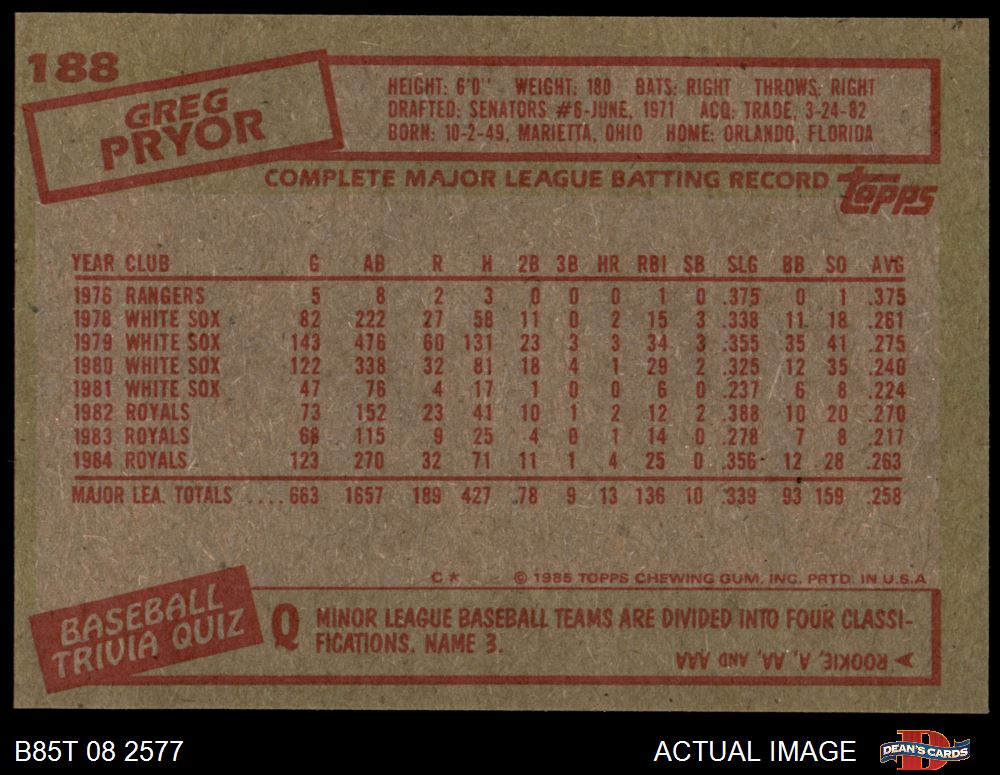 188
GREG
PRYOR
HEIGHT: 6'0" WEIGHT: 180 BATS: RIGHT THROWS: RIGHT
DRAFTED: SENATORS #6-JUNE, 1971 ACQ: TRADE, 3-24-82
BORN: 10-2-49, MARIETTA, OHIO HOME: ORLANDO, FLORIDA
COMPLETE MAJOR LEAGUE BATTING RECORD
Topps
YEAR CLUB G AB R H 2B 3B HR RBI SB SLG BB SO AVG
1976 RANGERS 5 8 2 3 0 0 0 1 0 .375 0 1 .375
1978 WHITE SOX 82 222 27 58 11 0 2 15 3 .338 11 18 .261
1979 WHITE SOX 143 476 60 131 23 3 3 34 3 .355 35 41 .275
1980 WHITE SOX 122 338 32 81 18 4 1 29 2 .325 12 35 .240
1981 WHITE SOX 47 76 4 17 1 0 0 6 0 .237 6 8 .224
1982 ROYALS 73 152 23 41 10 1 2 12 2 .388 10 20 .270
1983 ROYALS 68 115 9 25 4 0 1 14 0 .278 7 8 .217
1984 ROYALS 123 270 32 71 11 1 4 25 0 .356 12 28 .263
MAJOR LEA. TOTALS .... 663 1657 189 427 78 9 13 136 10 .339 93 159 .258
C* © 1985 TOPPS CHEWING GUM, INC. PRTD. IN U.S.A
BASEBALL
TRIVIA QUIZ
Q MINOR LEAGUE BASEBALL TEAMS ARE DIVIDED INTO FOUR CLASSI-
FICATIONS. NAME 3.
ROOKIE, A, AA, AND AAA
B85T 08 2577
ACTUAL IMAGE
D
DEAN'S CARDS